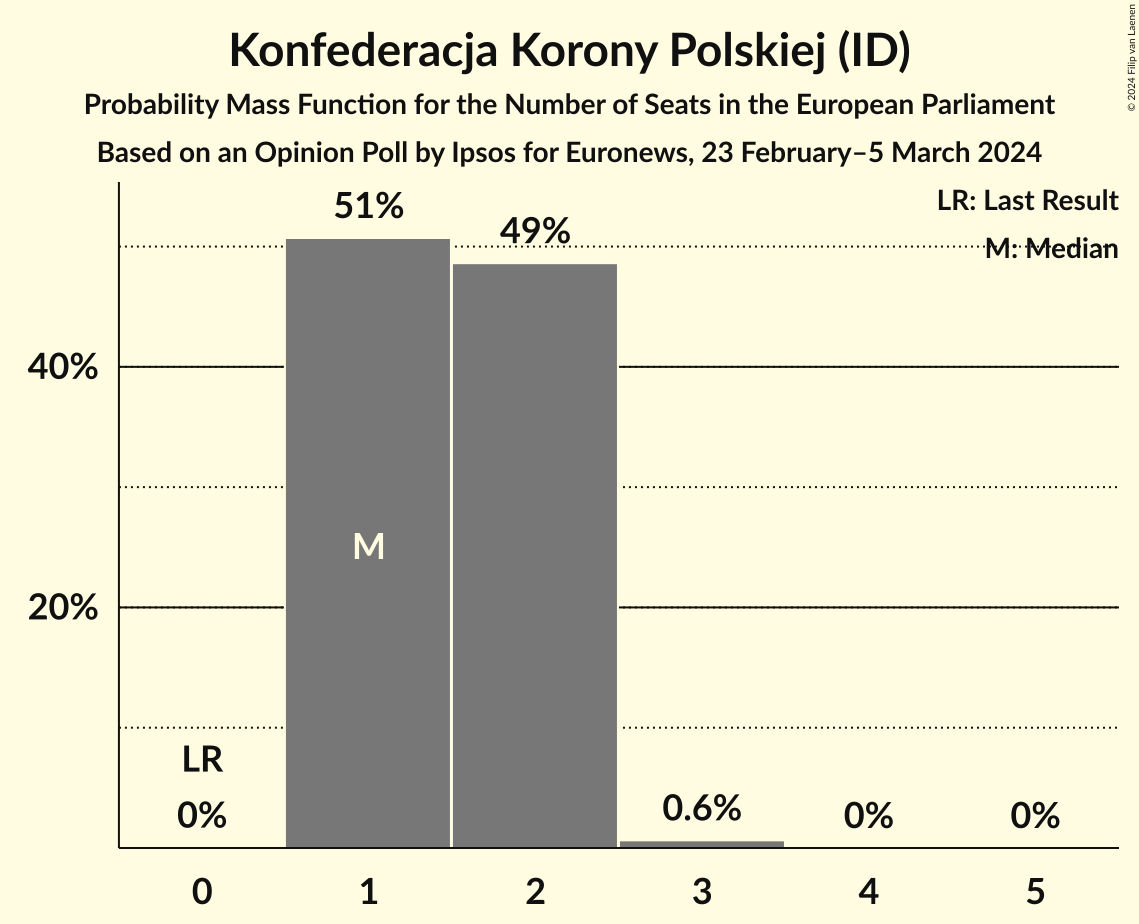 Konfederacja Korony Polskiej (ID)
Probability Mass Function for the Number of Seats in the European Parliament
Based on an Opinion Poll by Ipsos for Euronews, 23 February–5 March 2024
© 2024 Filip van Laenen
LR: Last Result
M: Median
51%
49%
40%
M
20%
LR
0%
0.6%
0%
0%
0 1 2 3 4 5